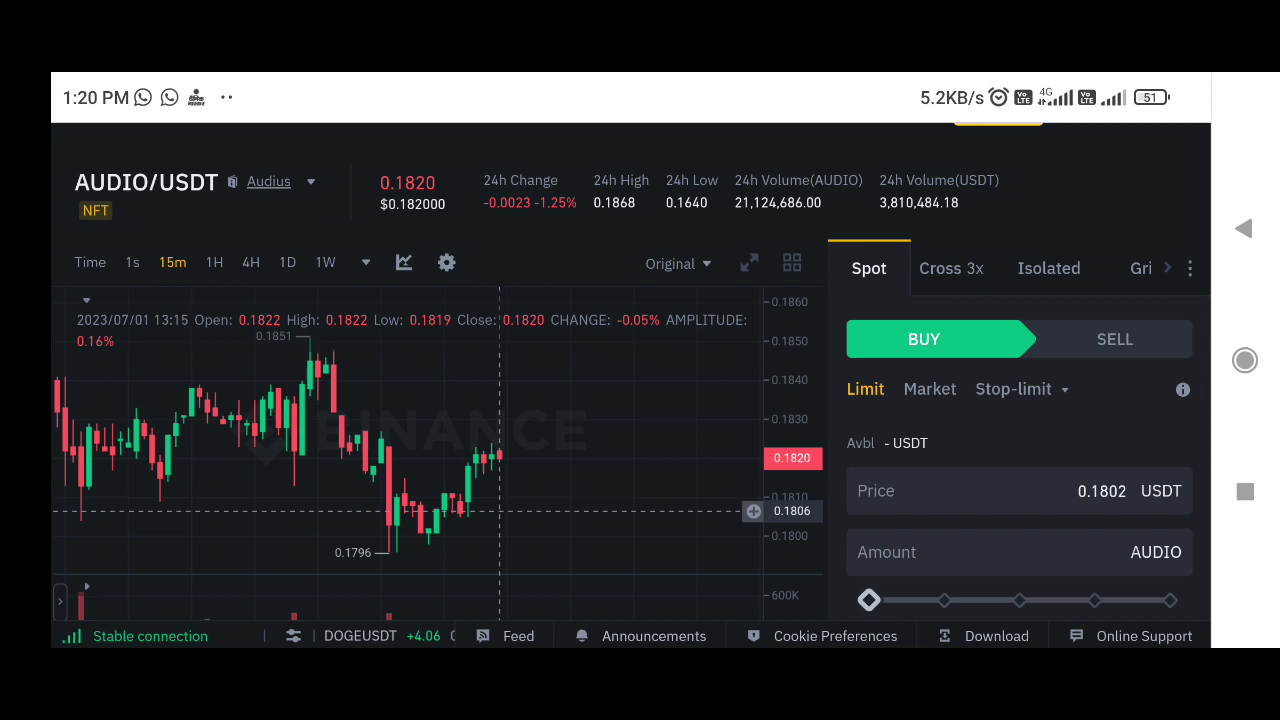 1:20 PM 5.2KB/s Vo LTE 4G Vo LTE 51
AUDIO/USDT Audius
NFT
0.1820
$0.182000
24h Change
-0.0023 -1.25%
24h High
0.1868
24h Low
0.1640
24h Volume(AUDIO)
21,124,686.00
24h Volume(USDT)
3,810,484.18
Time 1s 15m 1H 4H 1D 1W Original
2023/07/01 13:15 Open: 0.1822 High: 0.1822 Low: 0.1819 Close: 0.1820 CHANGE: -0.05% AMPLITUDE:
0.16%
0.1851
0.1796
BINANCE
0.1860
0.1850
0.1840
0.1830
0.1820
0.1810
0.1806
0.1800
600K
Spot Cross 3x Isolated Gri
BUY SELL
Limit Market Stop-limit
Avbl - USDT
Price 0.1802 USDT
Amount AUDIO
Stable connection DOGEUSDT +4.06 Feed Announcements Cookie Preferences Download Online Support